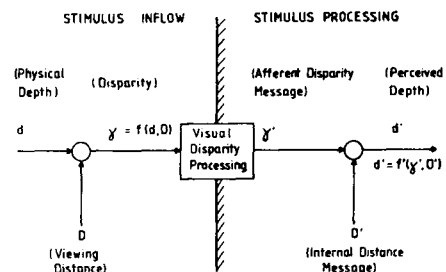 STIMULUS INFLOW
STIMULUS PROCESSING
(Physical Depth)
(Disparity)
(Afferent Disparity Message)
(Perceived Depth)
d
γ = f(d,D)
Visual
Disparity
Processing
γ'
d'
d' = f'(γ',D')
D
(Viewing
Distance)
D'
(Internal Distance
Message)